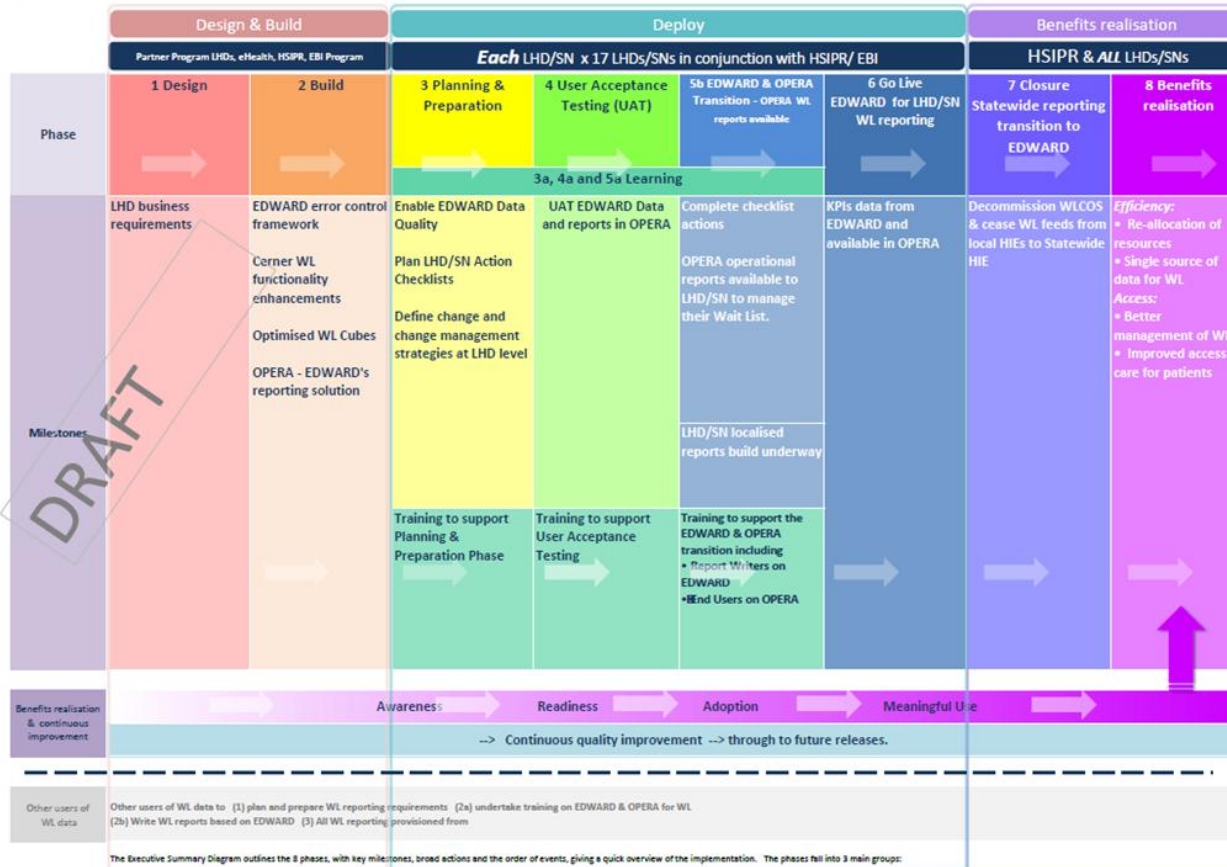 Design & Build
Deploy
Benefits realisation
Partner Program LHDs, eHealth, HSIPR, EBI Program
Each LHD/SN x 17 LHDs/SNs in conjunction with HSIPR/ EBI
HSIPR & ALL LHDs/SNs
Phase
1 Design
2 Build
3 Planning &
Preparation
4 User Acceptance
Testing (UAT)
5b EDWARD & OPERA
Transition - OPERA WL
reports available
6 Go Live
EDWARD for LHD/SN
WL reporting
7 Closure
Statewide reporting
transition to
EDWARD
8 Benefits
realisation
3a, 4a and 5a Learning
Milestones
LHD business
requirements
EDWARD error control
framework
Cerner WL
functionality
enhancements
Optimised WL Cubes
OPERA - EDWARD's
reporting solution
Enable EDWARD Data
Quality
Plan LHD/SN Action
Checklists
Define change and
change management
strategies at LHD level
UAT EDWARD Data
and reports in OPERA
Complete checklist
actions
OPERA operational
reports available to
LHD/SN to manage
their Wait List.
LHD/SN localised
reports build underway
KPIs data from
EDWARD and
available in OPERA
Decommission WLCOS
& cease WL feeds from
local HIEs to Statewide
HIE
Efficiency:
• Re-allocation of
resources
• Single source of
data for WL
Access:
• Better
management of WL
• Improved access
care for patients
DRAFT
Training to support
Planning &
Preparation Phase
Training to support
User Acceptance
Testing
Training to support the
EDWARD & OPERA
transition including
• Report Writers on
EDWARD
• End Users on OPERA
Benefits realisation
& continuous
improvement
Awareness
Readiness
Adoption
Meaningful Use
--> Continuous quality improvement --> through to future releases.
Other users of
WL data
Other users of WL data to (1) plan and prepare WL reporting requirements (2a) undertake training on EDWARD & OPERA for WL
(2b) Write WL reports based on EDWARD (3) All WL reporting provisioned from
The Executive Summary Diagram outlines the 8 phases, with key milestones, broad actions and the order of events, giving a quick overview of the implementation. The phases fall into 3 main groups: